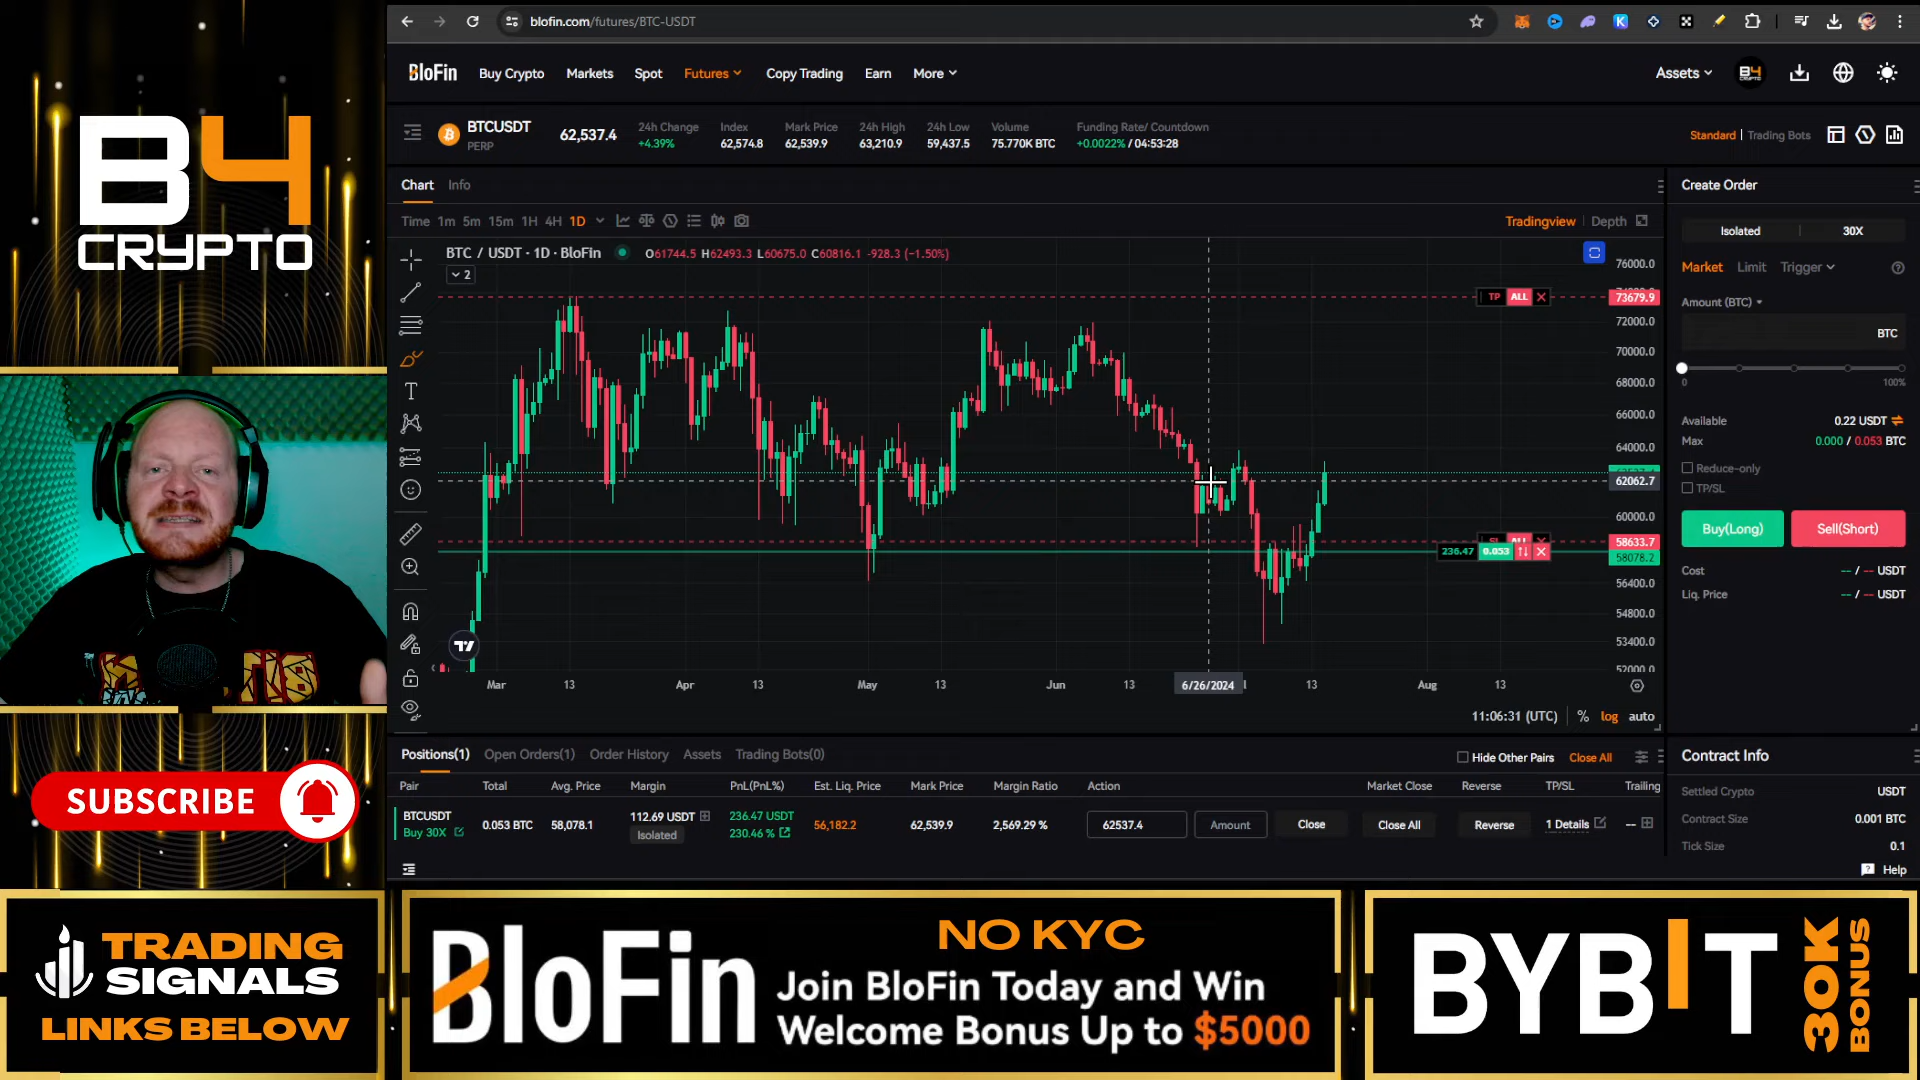 B4
CRYPTO
SUBSCRIBE
TRADING
SIGNALS
LINKS BELOW
blofin.com/futures/BTC-USDT
BloFin
Buy Crypto
Markets
Spot
Futures
Copy Trading
Earn
More
Assets
B4
CRYPTO
BTCUSDT
PERP
62,537.4
24h Change
+4.39%
Index
62,574.8
Mark Price
62,539.9
24h High
63,210.9
24h Low
59,437.5
Volume
75.770K BTC
Funding Rate/ Countdown
+0.0022% / 04:53:28
Standard | Trading Bots
Chart Info
Time 1m 5m 15m 1H 4H 1D
Tradingview | Depth
BTC / USDT · 1D · BloFin O61744.5 H62493.3 L60675.0 C60816.1 -928.3 (−1.50%)
2
76000.0
TP ALL
73679.9
72000.0
70000.0
68000.0
66000.0
64000.0
62062.7
60000.0
SL ALL
58633.7
236.47 0.053
58078.2
56400.0
54800.0
53400.0
52000.0
Mar 13 Apr 13 May 13 Jun 13 6/26/2024 13 Aug 13
11:06:31 (UTC) % log auto
Create Order
Isolated 30X
Market Limit Trigger
Amount (BTC)
BTC
0 100%
Available 0.22 USDT
Max 0.000 / 0.053 BTC
Reduce-only
TP/SL
Buy(Long) Sell(Short)
Cost -- / -- USDT
Liq. Price -- / -- USDT
Positions(1) Open Orders(1) Order History Assets Trading Bots(0)
Hide Other Pairs Close All
Pair Total Avg. Price Margin PnL(PnL%) Est. Liq. Price Mark Price Margin Ratio Action Market Close Reverse TP/SL Trailing
BTCUSDT
Buy 30X
0.053 BTC
58,078.1
112.69 USDT
Isolated
236.47 USDT
230.46 %
56,182.2
62,539.9
2,569.29 %
62537.4
Amount
Close
Close All
Reverse
1 Details
--
Contract Info
Settled Crypto USDT
Contract Size 0.001 BTC
Tick Size 0.1
Help
BloFin
NO KYC
Join BloFin Today and Win
Welcome Bonus Up to $5000
BYBIT
30K
BONUS